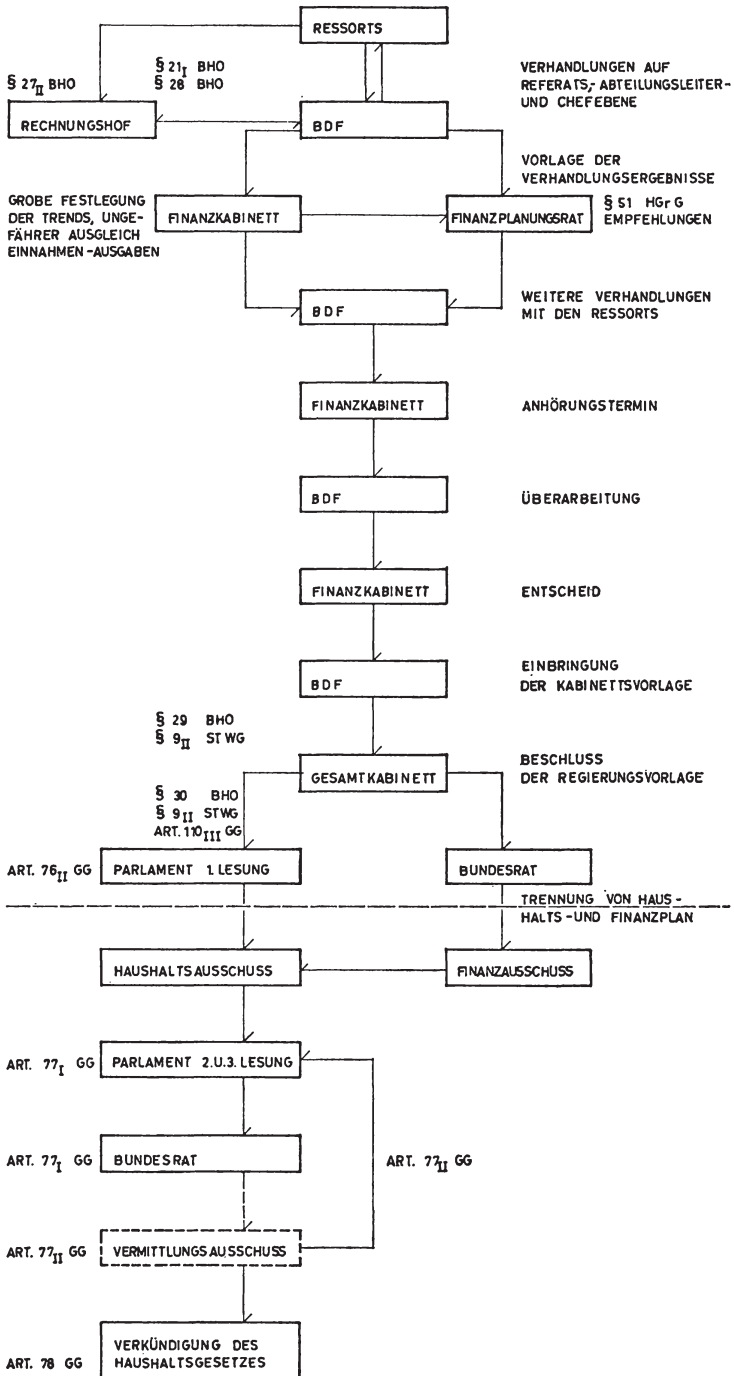 RESSORTS
§ 21I BHO
§ 28 BHO
§ 27II BHO
VERHANDLUNGEN AUF
REFERATS,- ABTEILUNGSLEITER-
UND CHEFEBENE
RECHNUNGSHOF
BDF
VORLAGE DER
VERHANDLUNGSERGEBNISSE
GROBE FESTLEGUNG
DER TRENDS, UNGE-
FÄHRER AUSGLEICH
EINNAHMEN-AUSGABEN
FINANZKABINETT
FINANZPLANUNGSRAT
§ 51 HGrG
EMPFEHLUNGEN
BDF
WEITERE VERHANDLUNGEN
MIT DEN RESSORTS
FINANZKABINETT
ANHÖRUNGSTERMIN
BDF
ÜBERARBEITUNG
FINANZKABINETT
ENTSCHEID
BDF
EINBRINGUNG
DER KABINETTSVORLAGE
§ 29 BHO
§ 9II STWG
GESAMTKABINETT
BESCHLUSS
DER REGIERUNGSVORLAGE
§ 30 BHO
§ 9II STWG
ART. 110III GG
ART. 76II GG
PARLAMENT 1. LESUNG
BUNDESRAT
TRENNUNG VON HAUS-
HALTS-UND FINANZPLAN
HAUSHALTSAUSSCHUSS
FINANZAUSSCHUSS
ART. 77I GG
PARLAMENT 2.U.3. LESUNG
ART. 77I GG
BUNDESRAT
ART. 77II GG
ART. 77II GG
VERMITTLUNGSAUSSCHUSS
ART. 78 GG
VERKÜNDIGUNG DES
HAUSHALTSGESETZES